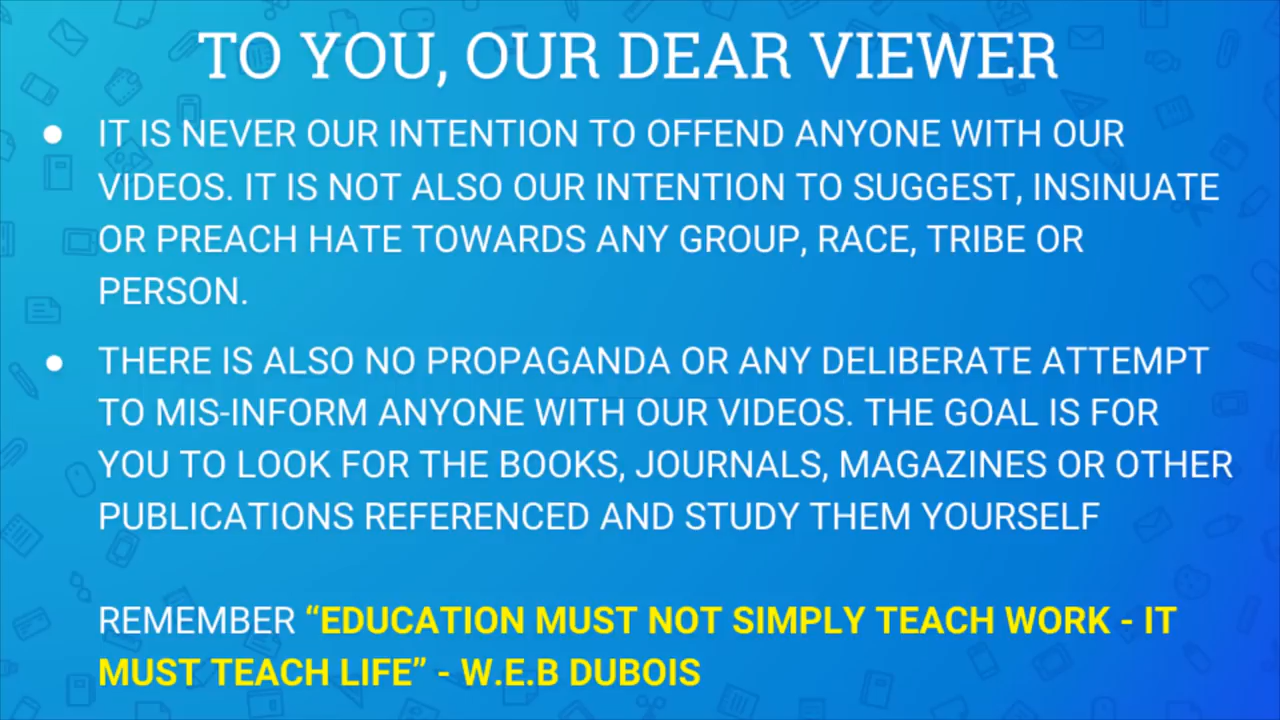 TO YOU, OUR DEAR VIEWER
● IT IS NEVER OUR INTENTION TO OFFEND ANYONE WITH OUR
VIDEOS. IT IS NOT ALSO OUR INTENTION TO SUGGEST, INSINUATE
OR PREACH HATE TOWARDS ANY GROUP, RACE, TRIBE OR
PERSON.
● THERE IS ALSO NO PROPAGANDA OR ANY DELIBERATE ATTEMPT
TO MIS-INFORM ANYONE WITH OUR VIDEOS. THE GOAL IS FOR
YOU TO LOOK FOR THE BOOKS, JOURNALS, MAGAZINES OR OTHER
PUBLICATIONS REFERENCED AND STUDY THEM YOURSELF
REMEMBER “EDUCATION MUST NOT SIMPLY TEACH WORK - IT
MUST TEACH LIFE” - W.E.B DUBOIS